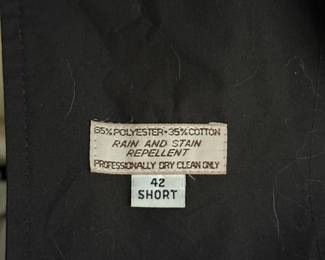 65% POLYESTER • 35% COTTON
RAIN AND STAIN
REPELLENT
PROFESSIONALLY DRY CLEAN ONLY
42
SHORT